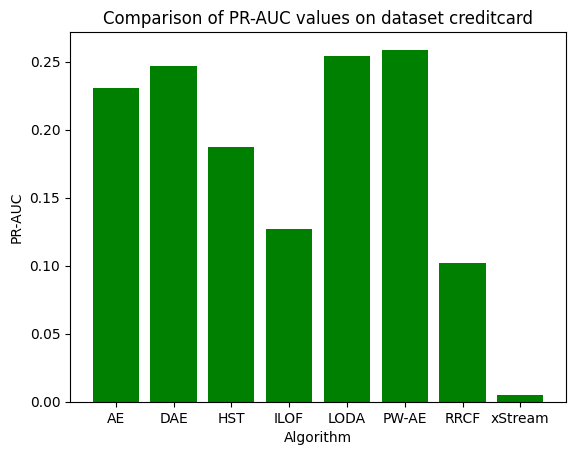 Comparison of PR-AUC values on dataset creditcard
PR-AUC
0.25
0.20
0.15
0.10
0.05
0.00
AE DAE HST ILOF LODA PW-AE RRCF xStream
Algorithm